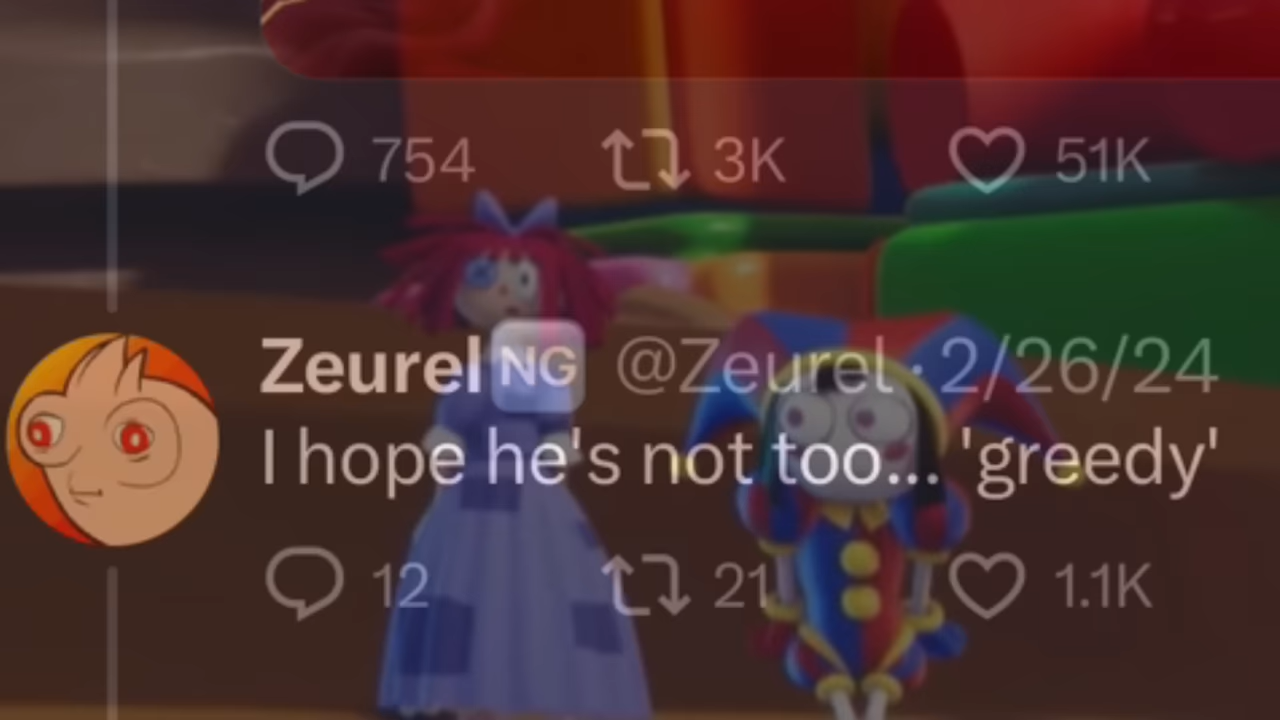 754 3K 51K
Zeurel NG @Zeurel · 2/26/24
I hope he's not too... 'greedy'
12 21 1.1K